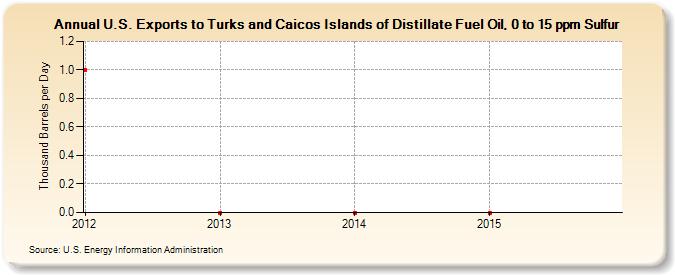 Annual U.S. Exports to Turks and Caicos Islands of Distillate Fuel Oil, 0 to 15 ppm Sulfur
Thousand Barrels per Day
1.2
1.0
0.8
0.6
0.4
0.2
0.0
2012 2013 2014 2015
Source: U.S. Energy Information Administration